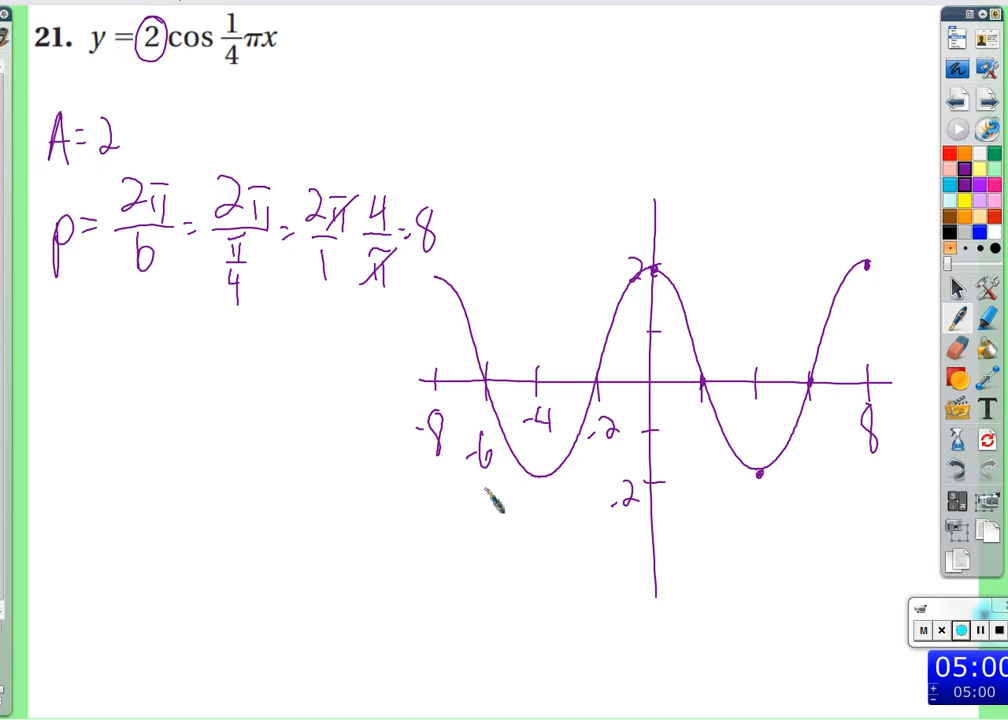 21. y = 2 cos 1/4 πx
A = 2
p = 2π/b = 2π/(π/4) = 2π/1 4/π = 8
2
-8 -6 -4 -2 8
-2
M
05:00
05:00